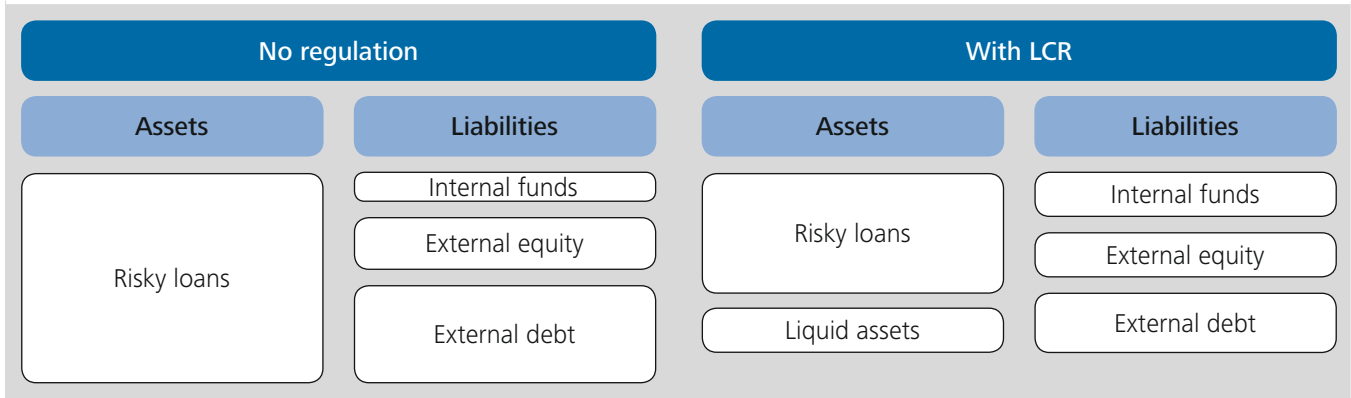 No regulation
Assets
Liabilities
Risky loans
Internal funds
External equity
External debt
With LCR
Assets
Liabilities
Risky loans
Liquid assets
Internal funds
External equity
External debt